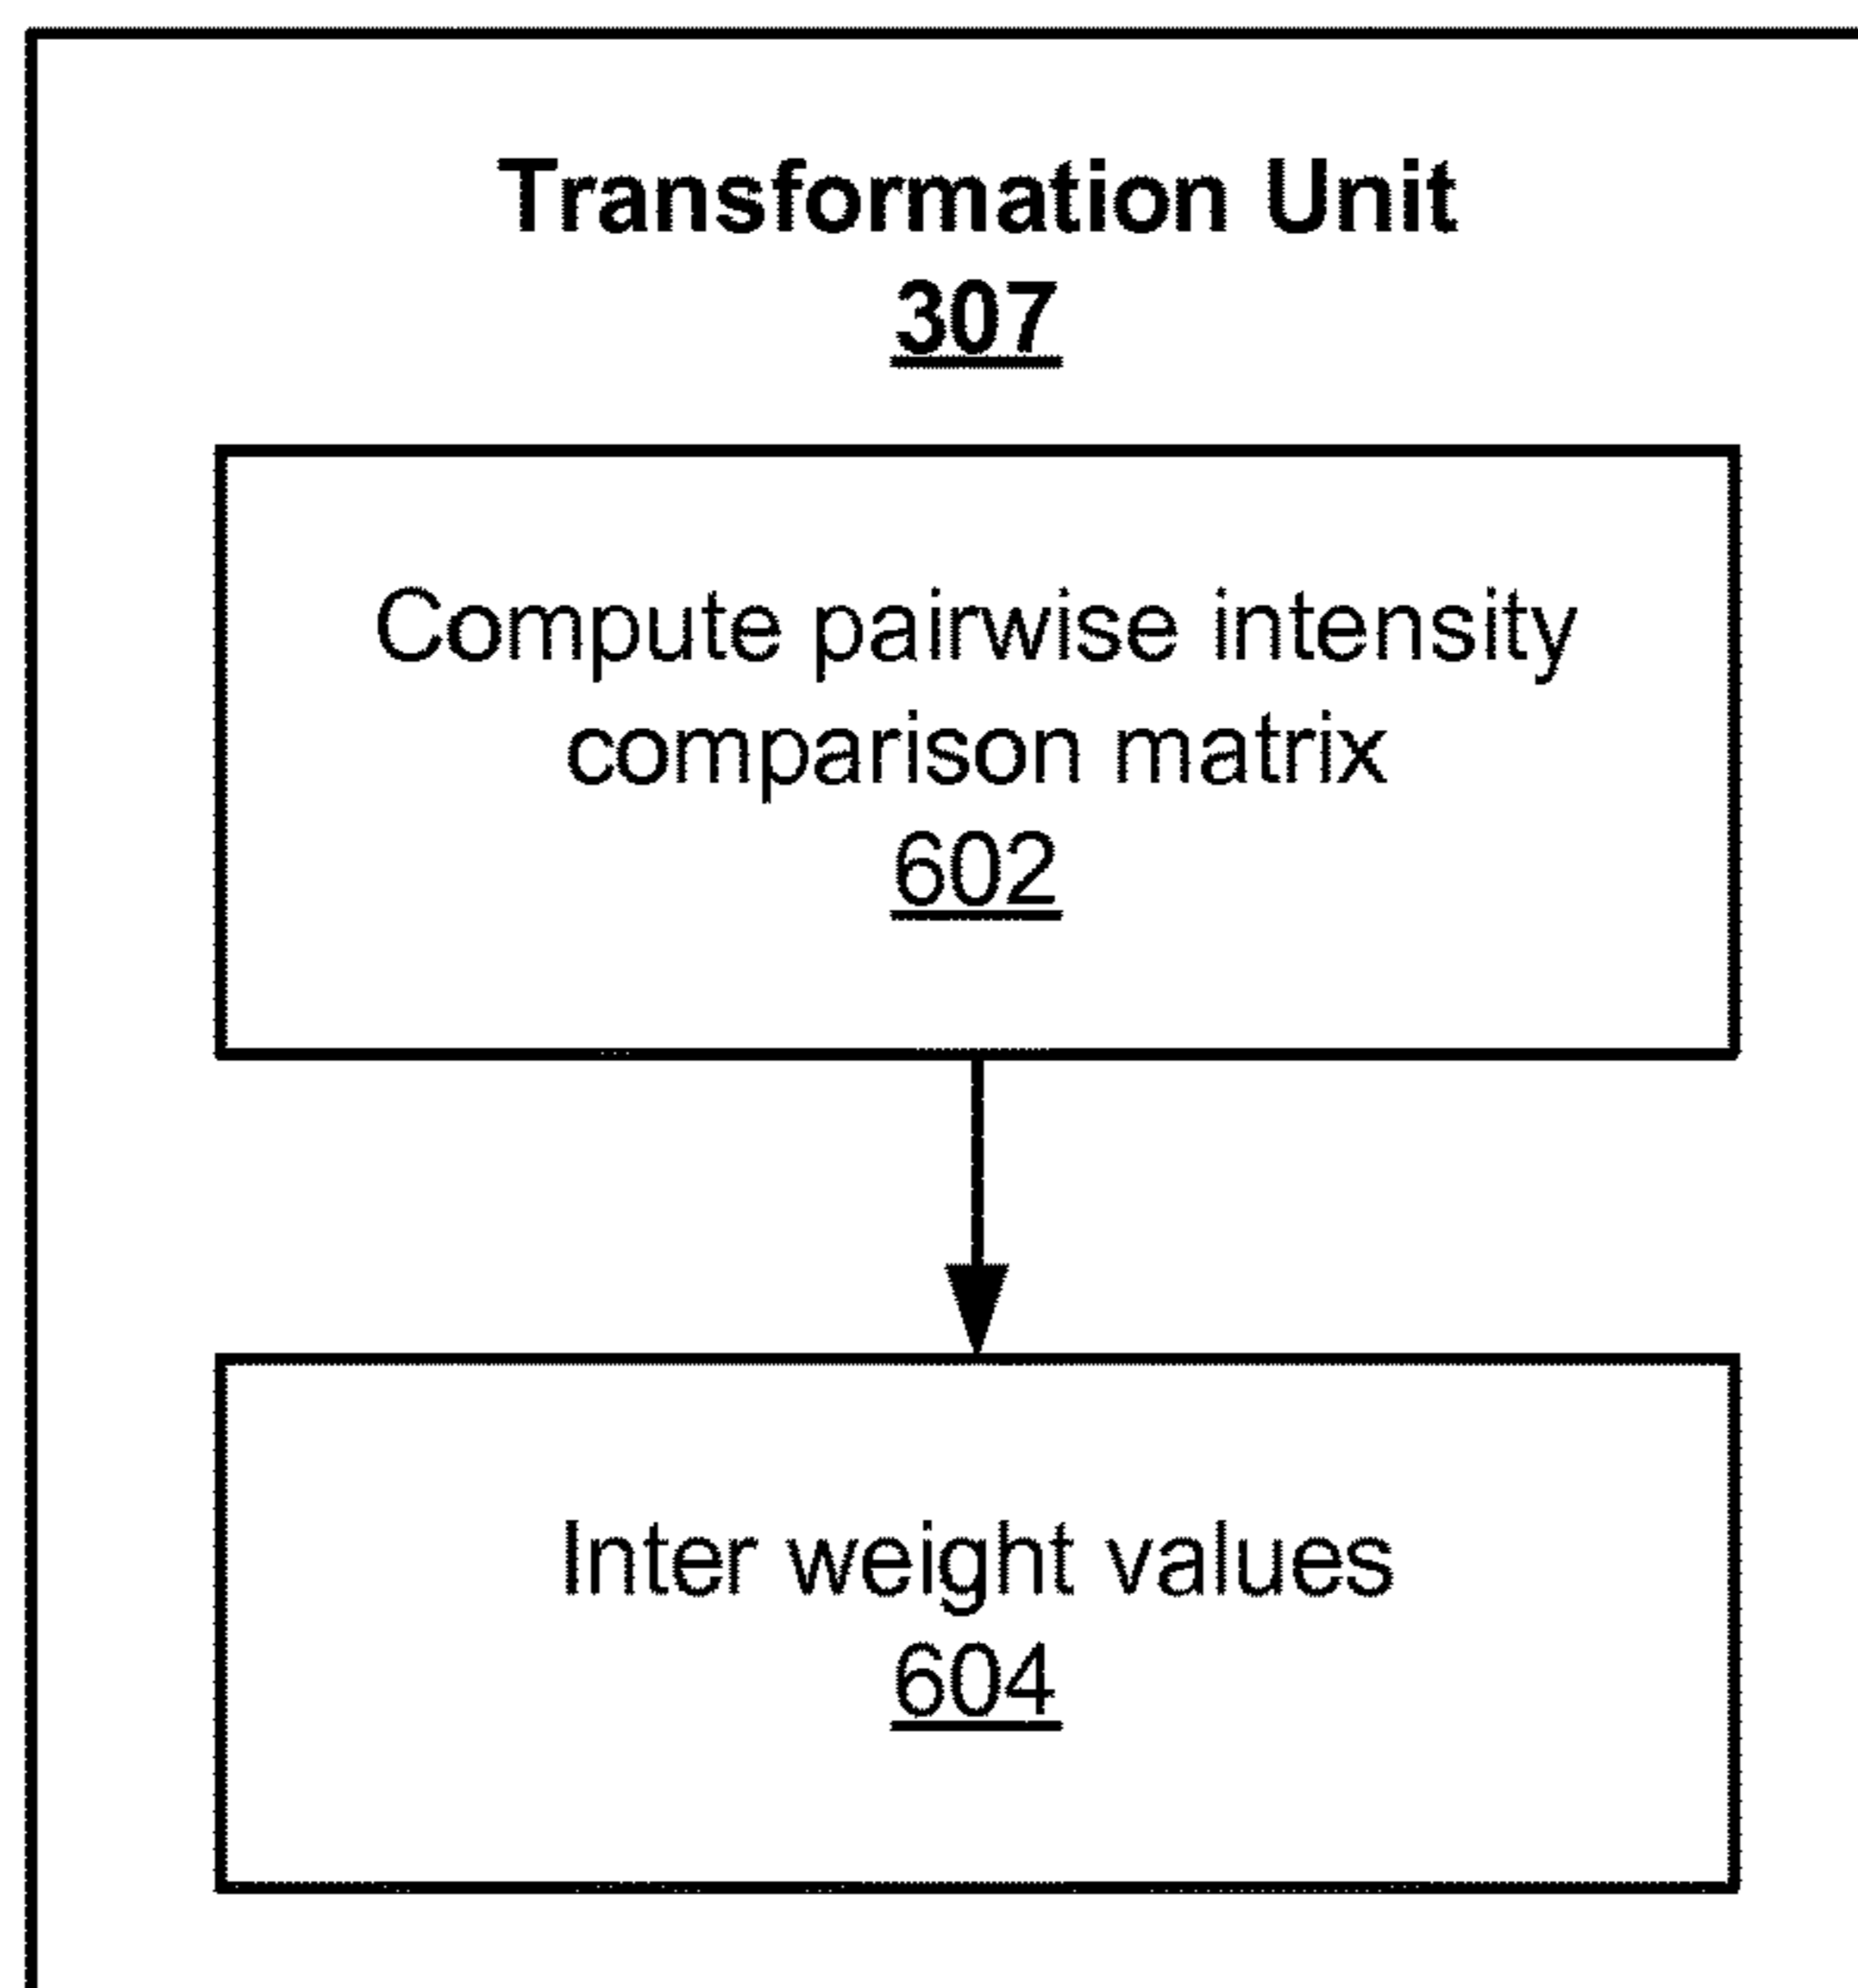 Transformation Unit
307
Compute pairwise intensity
comparison matrix
602
Inter weight values
604